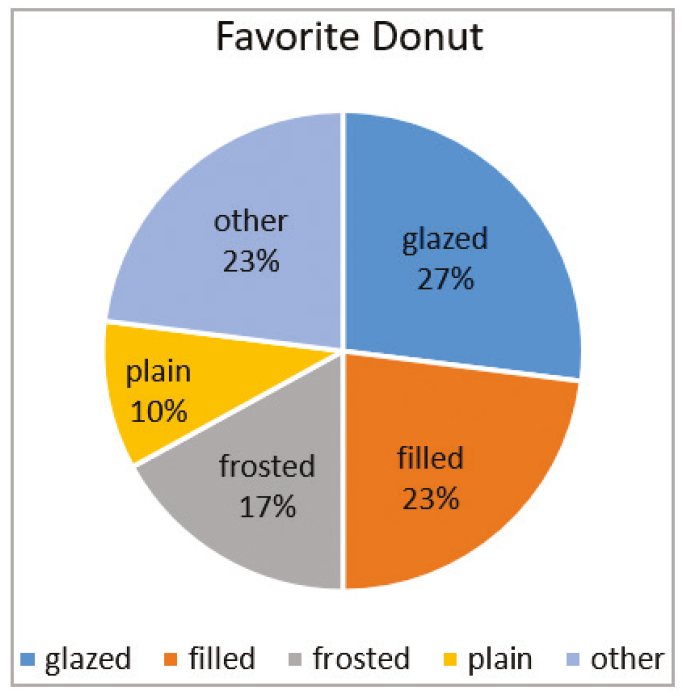 Favorite Donut
other
23%
glazed
27%
plain
10%
frosted
17%
filled
23%
glazed filled frosted plain other